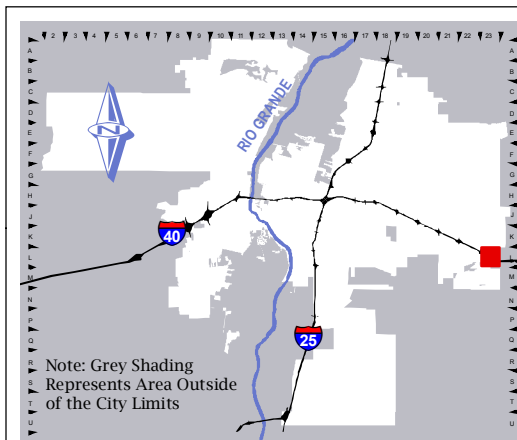 2 3 4 5 6 7 8 9 10 11 12 13 14 15 16 17 18 19 20 21 22 23
A A
B B
C C
D D
E E
F F
G G
H H
J J
K K
L L
M M
N N
P P
Q Q
R R
S S
T T
U U
N
RIO GRANDE
40
25
Note: Grey Shading
Represents Area Outside
of the City Limits